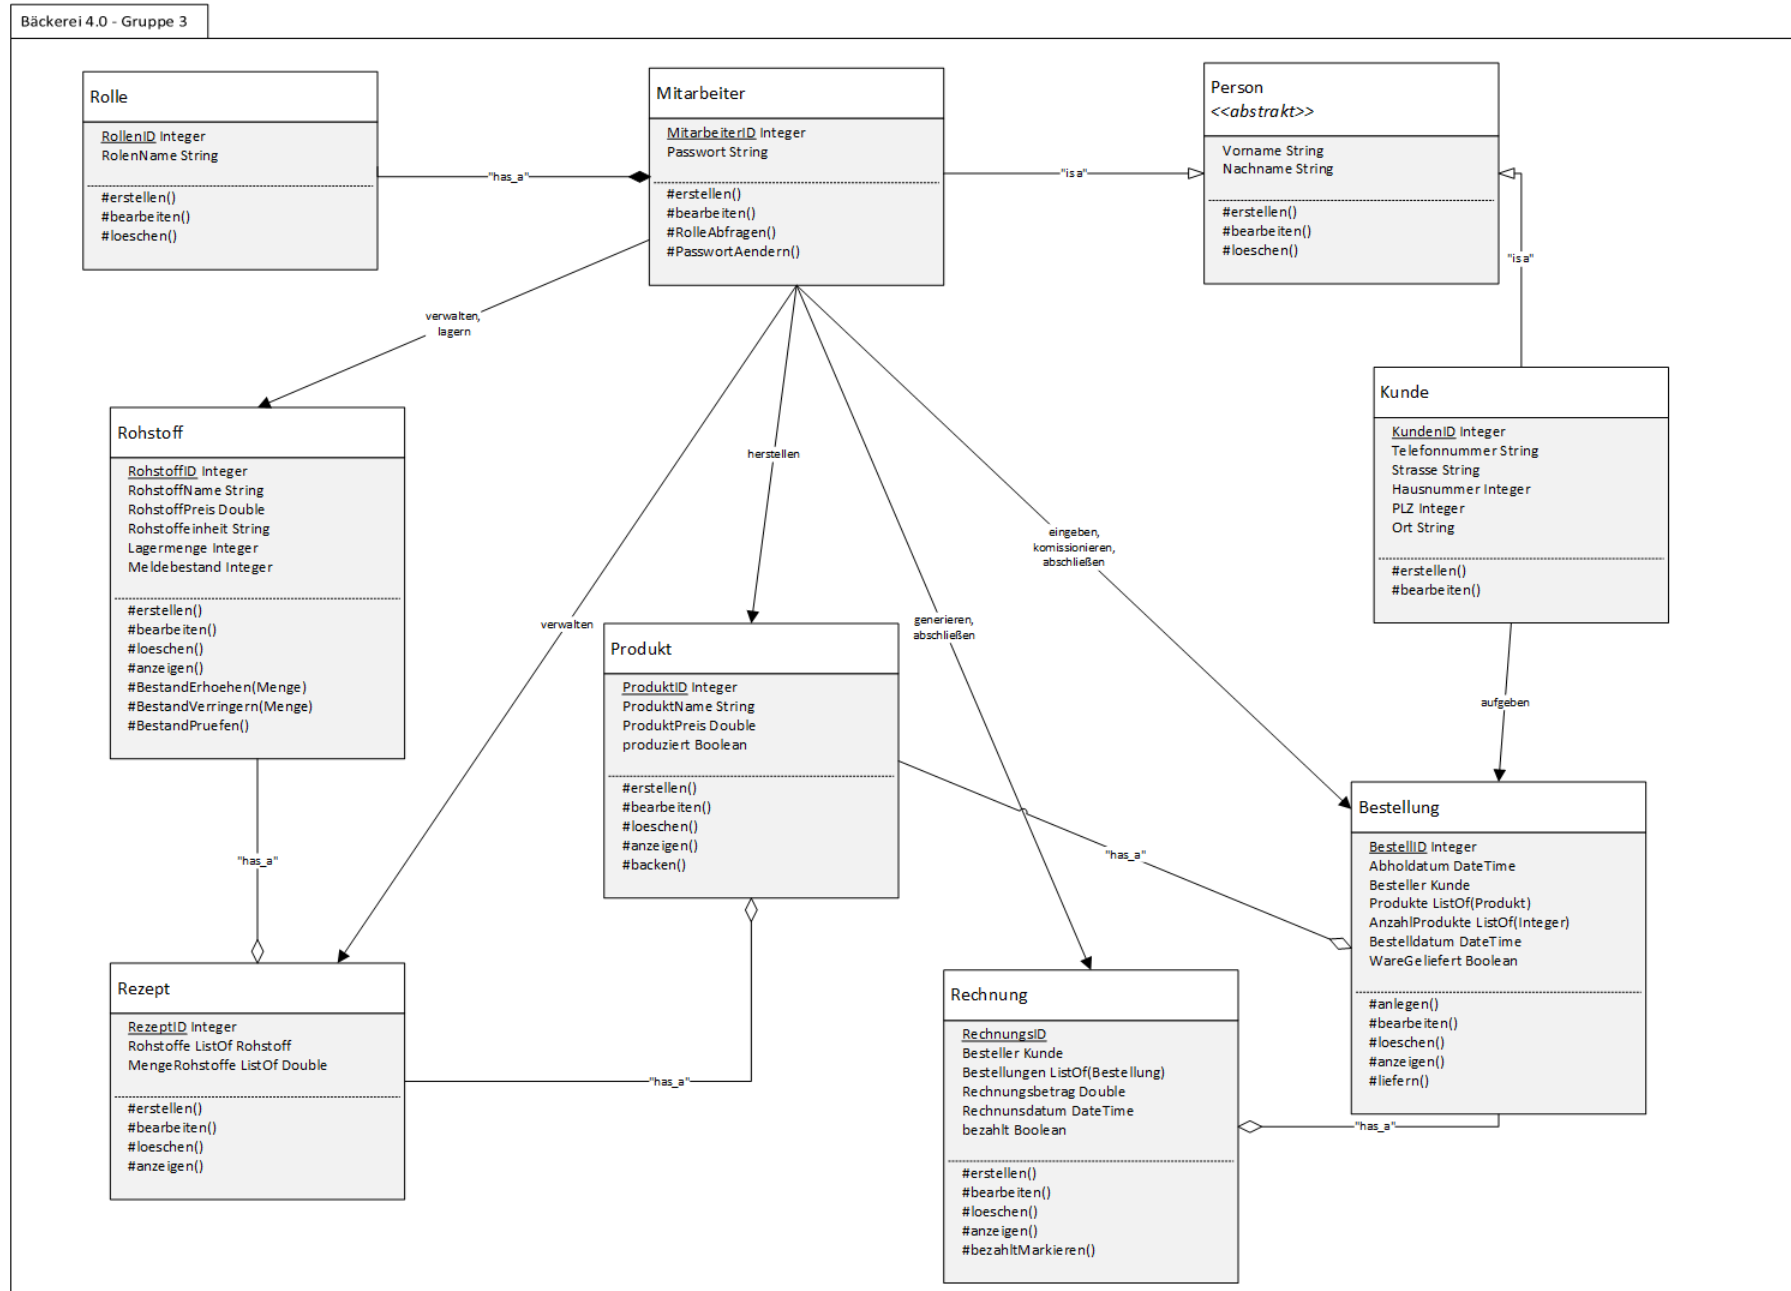 Bäckerei 4.0 - Gruppe 3
Rolle
RollenID Integer
RolenName String
#erstellen()
#bearbeiten()
#loeschen()
"has_a"
Mitarbeiter
MitarbeiterID Integer
Passwort String
#erstellen()
#bearbeiten()
#RolleAbfragen()
#PasswortAendern()
"is a"
Person
<<abstrakt>>
Vorname String
Nachname String
#erstellen()
#bearbeiten()
#loeschen()
"is a"
verwalten,
lagern
herstellen
verwalten
generieren,
abschließen
eingeben,
komissionieren,
abschließen
Kunde
KundenID Integer
Telefonnummer String
Strasse String
Hausnummer Integer
PLZ Integer
Ort String
#erstellen()
#bearbeiten()
aufgeben
Rohstoff
RohstoffID Integer
RohstoffName String
RohstoffPreis Double
Rohstoffeinheit String
Lagermenge Integer
Meldebestand Integer
#erstellen()
#bearbeiten()
#loeschen()
#anzeigen()
#BestandErhoehen(Menge)
#BestandVerringern(Menge)
#BestandPruefen()
"has_a"
Produkt
ProduktID Integer
ProduktName String
ProduktPreis Double
produziert Boolean
#erstellen()
#bearbeiten()
#loeschen()
#anzeigen()
#backen()
"has_a"
Bestellung
BestellID Integer
Abholdatum DateTime
Besteller Kunde
Produkte ListOf(Produkt)
AnzahlProdukte ListOf(Integer)
Bestelldatum DateTime
WareGeliefert Boolean
#anlegen()
#bearbeiten()
#loeschen()
#anzeigen()
#liefern()
Rezept
RezeptID Integer
Rohstoffe ListOf Rohstoff
MengeRohstoffe ListOf Double
#erstellen()
#bearbeiten()
#loeschen()
#anzeigen()
"has_a"
Rechnung
RechnungsID
Besteller Kunde
Bestellungen ListOf(Bestellung)
Rechnungsbetrag Double
Rechnunsdatum DateTime
bezahlt Boolean
#erstellen()
#bearbeiten()
#loeschen()
#anzeigen()
#bezahltMarkieren()
"has_a"